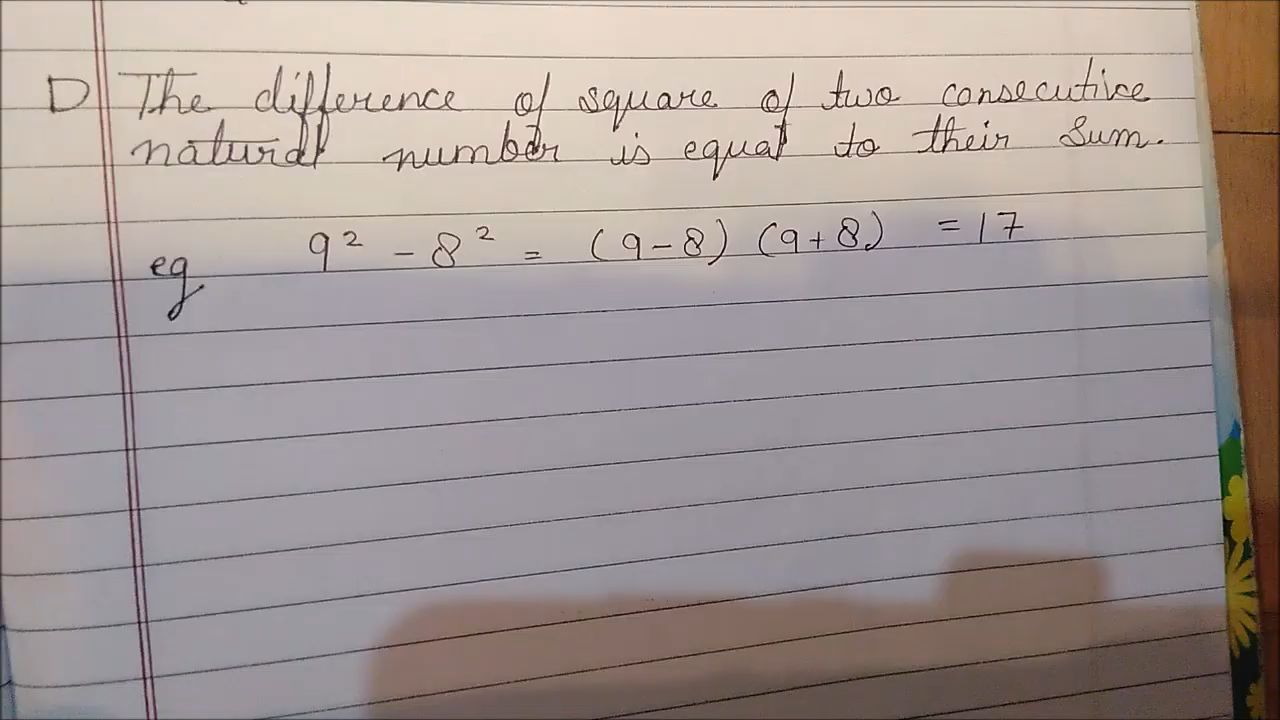 D The difference of square of two consecutive
natural number is equal to their sum.
eg 9² - 8² = (9-8) (9+8) = 17